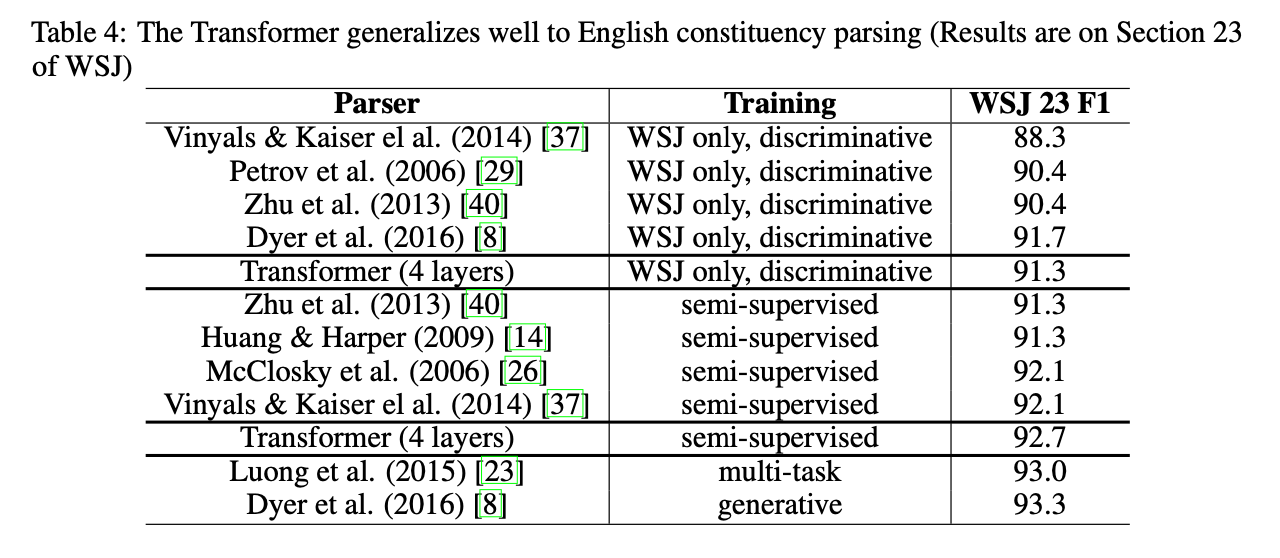 Table 4: The Transformer generalizes well to English constituency parsing (Results are on Section 23
of WSJ)
Parser Training WSJ 23 F1
Vinyals & Kaiser el al. (2014) [37] WSJ only, discriminative 88.3
Petrov et al. (2006) [29] WSJ only, discriminative 90.4
Zhu et al. (2013) [40] WSJ only, discriminative 90.4
Dyer et al. (2016) [8] WSJ only, discriminative 91.7
Transformer (4 layers) WSJ only, discriminative 91.3
Zhu et al. (2013) [40] semi-supervised 91.3
Huang & Harper (2009) [14] semi-supervised 91.3
McClosky et al. (2006) [26] semi-supervised 92.1
Vinyals & Kaiser el al. (2014) [37] semi-supervised 92.1
Transformer (4 layers) semi-supervised 92.7
Luong et al. (2015) [23] multi-task 93.0
Dyer et al. (2016) [8] generative 93.3